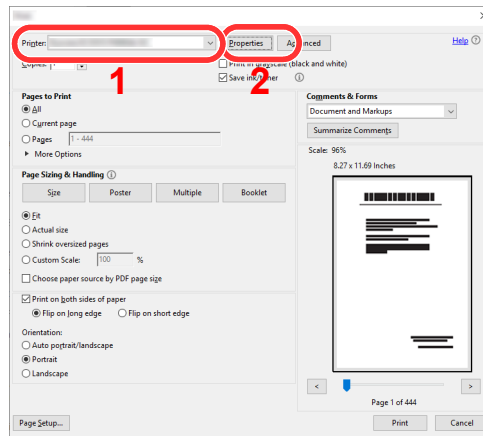 Printer:
Properties
Advanced
Help
Copies: 1
Print in grayscale (black and white)
Save ink/toner
1
2
Pages to Print
All
Current page
Pages 1 - 444
More Options
Page Sizing & Handling
Size Poster Multiple Booklet
Fit
Actual size
Shrink oversized pages
Custom Scale: 100 %
Choose paper source by PDF page size
Print on both sides of paper
Flip on long edge Flip on short edge
Orientation:
Auto portrait/landscape
Portrait
Landscape
Comments & Forms
Document and Markups
Summarize Comments
Scale: 96%
8.27 x 11.69 Inches
< >
Page 1 of 444
Page Setup...
Print Cancel